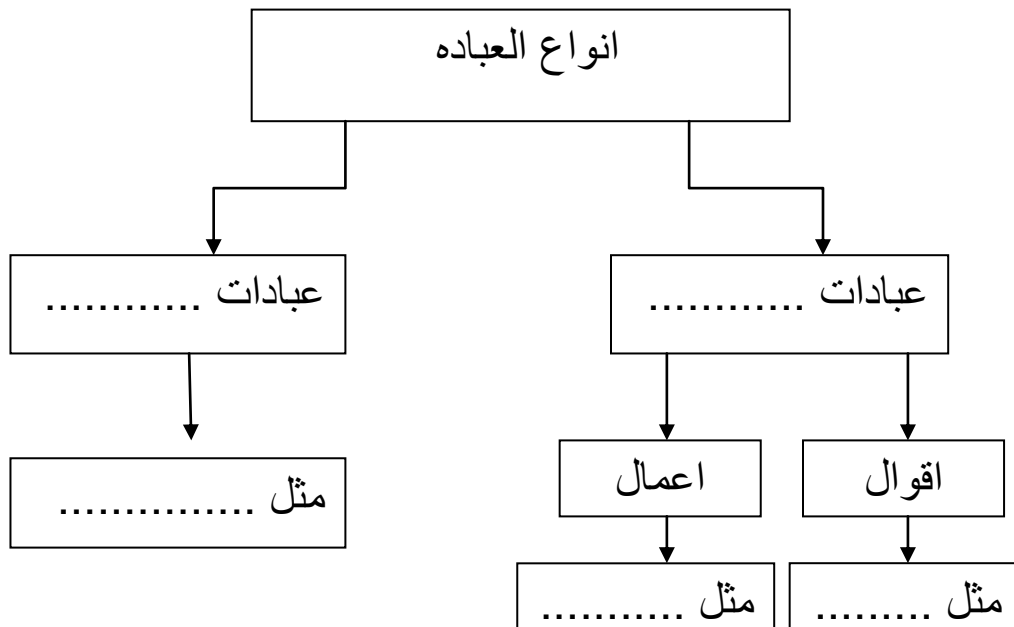 انواع العباده
عبادات ............
عبادات ............
اقوال
اعمال
مثل ...............
مثل .........
مثل ...........